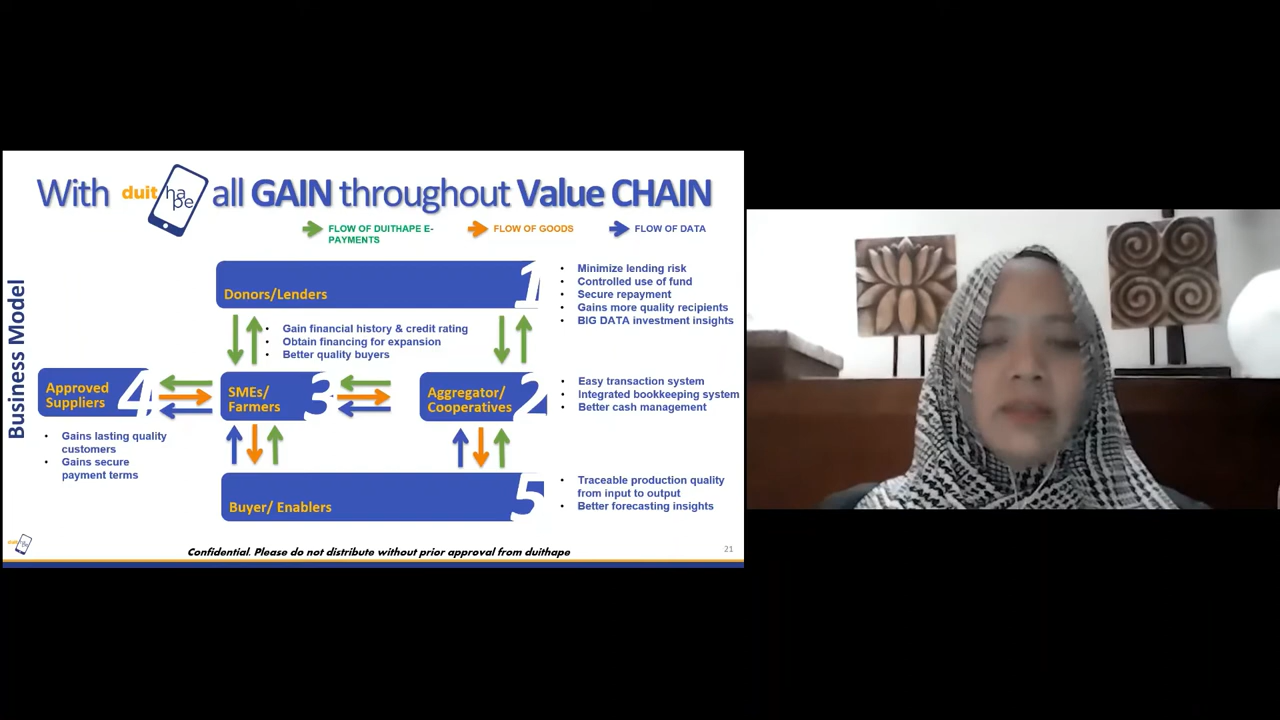 With duit hape all GAIN throughout Value CHAIN
FLOW OF DUITHAPE E-
PAYMENTS
FLOW OF GOODS
FLOW OF DATA
Business Model
Donors/Lenders
1
• Minimize lending risk
• Controlled use of fund
• Secure repayment
• Gains more quality recipients
• BIG DATA investment insights
• Gain financial history & credit rating
• Obtain financing for expansion
• Better quality buyers
Approved
Suppliers
4
SMEs/
Farmers
3
Aggregator/
Cooperatives
2
• Easy transaction system
• Integrated bookkeeping system
• Better cash management
• Gains lasting quality
customers
• Gains secure
payment terms
Buyer/ Enablers
5
• Traceable production quality
from input to output
• Better forecasting insights
Confidential. Please do not distribute without prior approval from duithape
21